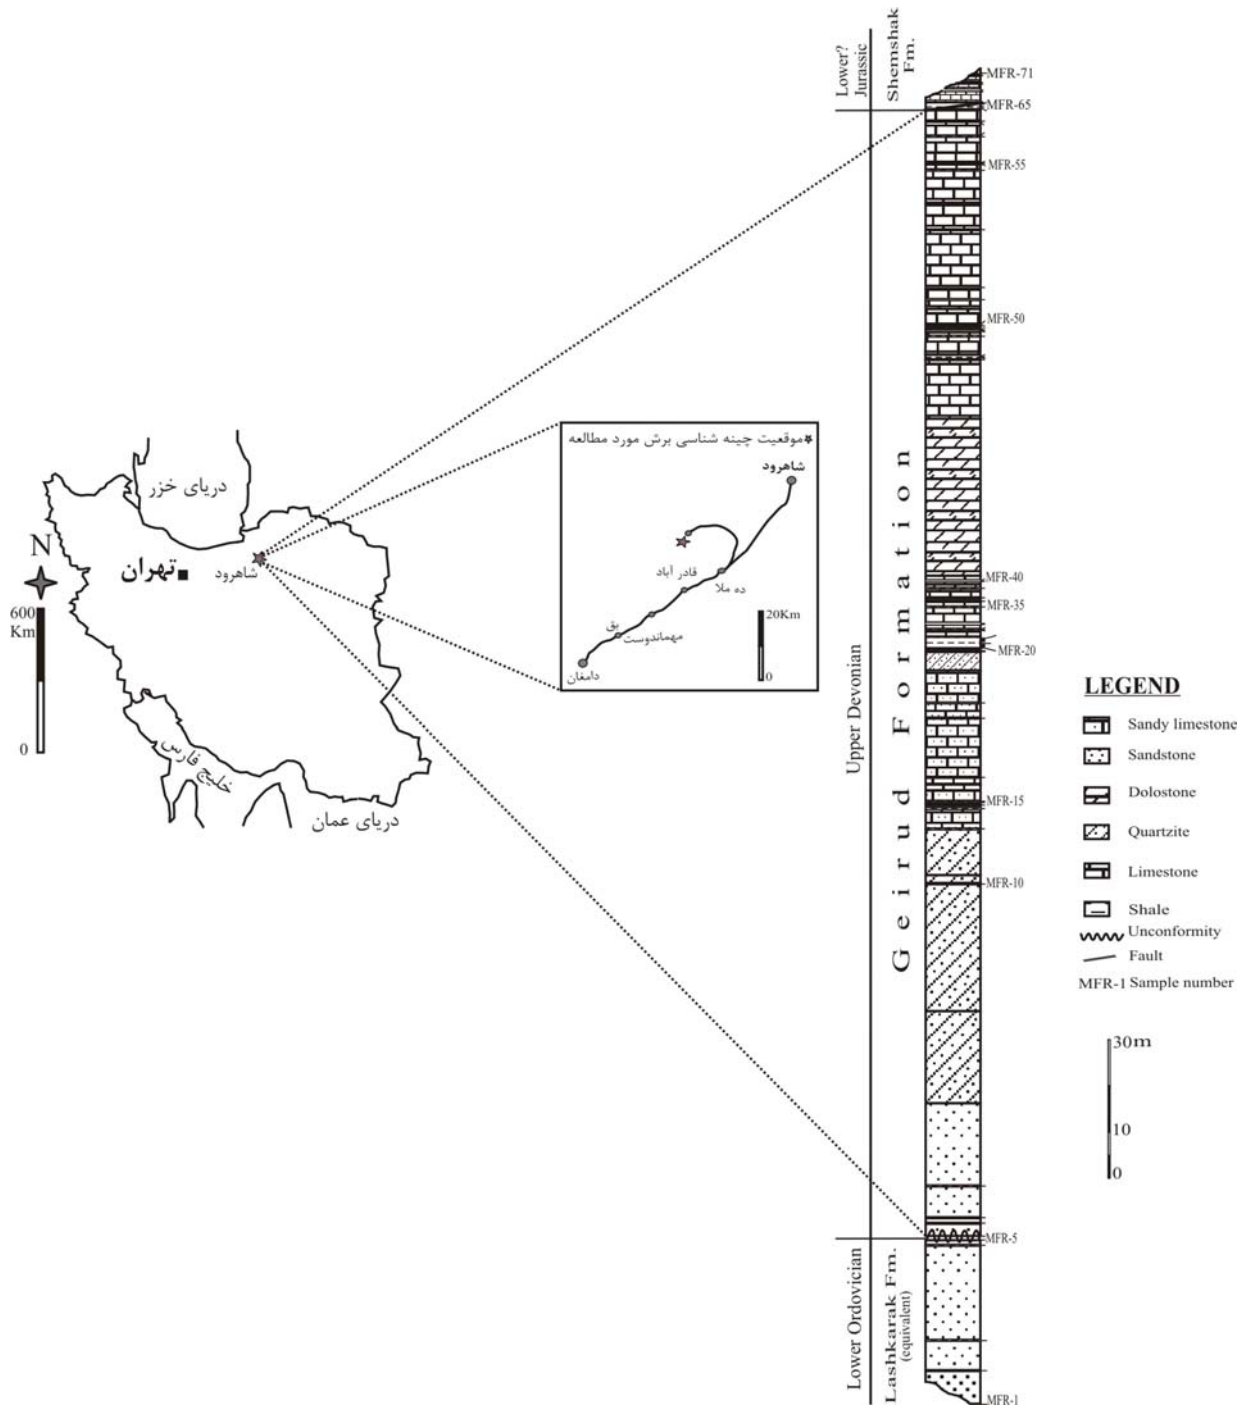 دریای خزر
N
تهران
شاهرود
600
Km
0
خلیج فارس
دریای عمان
موقعیت چینه شناسی برش مورد مطالعه
شاهرود
قادر آباد
ده ملا
بق
مهماندوست
دامغان
20Km
0
Lower?
Jurassic
Shemshak
Fm.
Upper Devonian
Geirud Formation
Lower Ordovician
Lashkarak Fm.
(equivalent)
MFR-71
MFR-65
MFR-55
MFR-50
MFR-40
MFR-35
MFR-20
MFR-15
MFR-10
MFR-5
MFR-1
LEGEND
Sandy limestone
Sandstone
Dolostone
Quartzite
Limestone
Shale
Unconformity
Fault
MFR-1 Sample number
30m
10
0